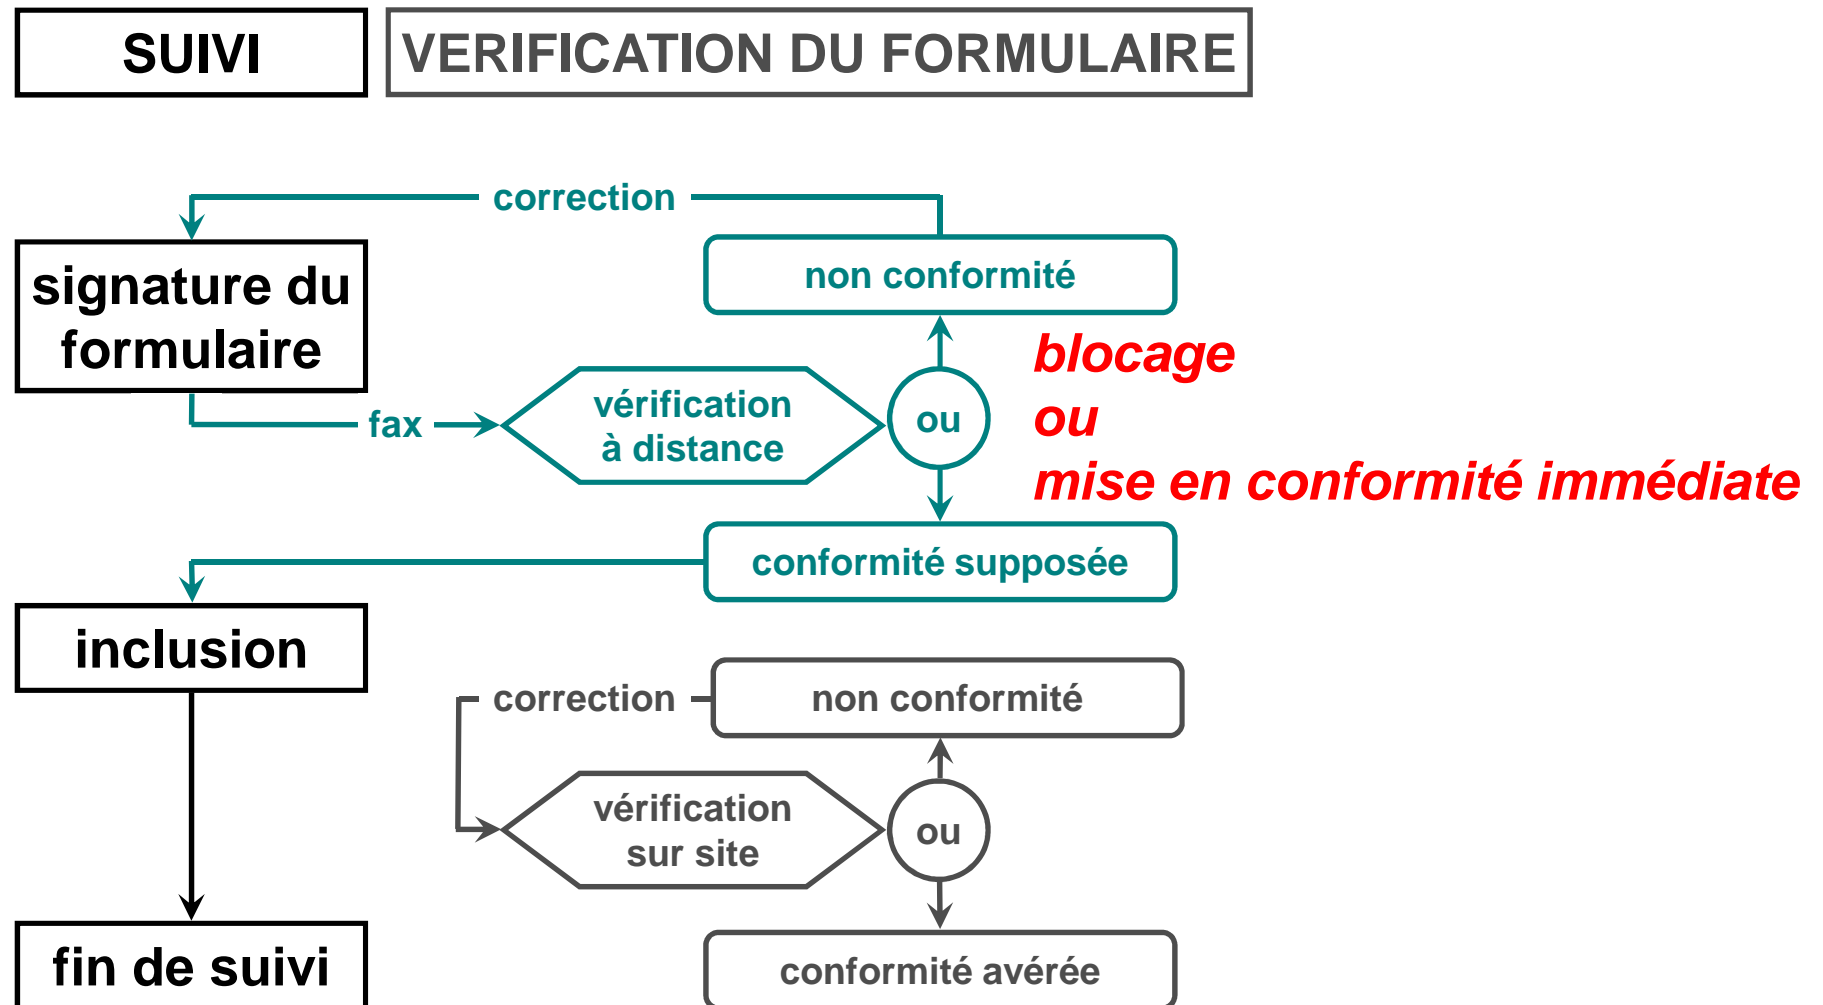 SUIVI
VERIFICATION DU FORMULAIRE
correction
signature du
formulaire
non conformité
fax
vérification
à distance
ou
blocage
ou
mise en conformité immédiate
conformité supposée
inclusion
correction
non conformité
vérification
sur site
ou
fin de suivi
conformité avérée